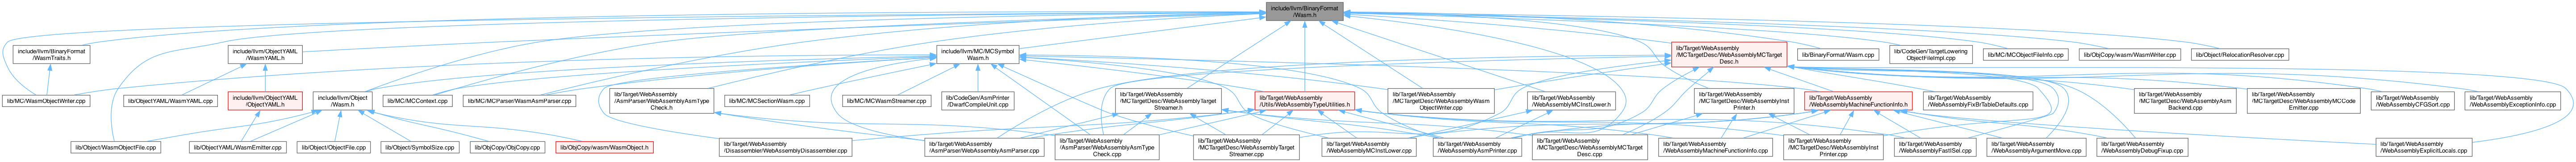 include/llvm/BinaryFormat
/Wasm.h
include/llvm/BinaryFormat
/WasmTraits.h
include/llvm/ObjectYAML
/WasmYAML.h
include/llvm/MC/MCSymbol
Wasm.h
lib/Target/WebAssembly
/MCTargetDesc/WebAssemblyMCTarget
Desc.h
lib/BinaryFormat/Wasm.cpp
lib/CodeGen/TargetLowering
ObjectFileImpl.cpp
lib/MC/MCObjectFileInfo.cpp
lib/ObjCopy/wasm/WasmWriter.cpp
lib/Object/RelocationResolver.cpp
lib/MC/WasmObjectWriter.cpp
lib/ObjectYAML/WasmYAML.cpp
include/llvm/ObjectYAML
/ObjectYAML.h
include/llvm/Object
/Wasm.h
lib/MC/MCContext.cpp
lib/MC/MCParser/WasmAsmParser.cpp
lib/Target/WebAssembly
/AsmParser/WebAssemblyAsmType
Check.h
lib/MC/MCSectionWasm.cpp
lib/MC/MCWasmStreamer.cpp
lib/CodeGen/AsmPrinter
/DwarfCompileUnit.cpp
lib/Target/WebAssembly
/MCTargetDesc/WebAssemblyTarget
Streamer.h
lib/Target/WebAssembly
/Utils/WebAssemblyTypeUtilities.h
lib/Target/WebAssembly
/MCTargetDesc/WebAssemblyWasm
ObjectWriter.cpp
lib/Target/WebAssembly
/WebAssemblyMCInstLower.h
lib/Target/WebAssembly
/MCTargetDesc/WebAssemblyInst
Printer.h
lib/Target/WebAssembly
/WebAssemblyMachineFunctionInfo.h
lib/Target/WebAssembly
/WebAssemblyFixBrTableDefaults.cpp
lib/Target/WebAssembly
/MCTargetDesc/WebAssemblyAsm
Backend.cpp
lib/Target/WebAssembly
/MCTargetDesc/WebAssemblyMCCode
Emitter.cpp
lib/Target/WebAssembly
/WebAssemblyCFGSort.cpp
lib/Target/WebAssembly
/WebAssemblyExceptionInfo.cpp
lib/Object/WasmObjectFile.cpp
lib/ObjectYAML/WasmEmitter.cpp
lib/Object/ObjectFile.cpp
lib/Object/SymbolSize.cpp
lib/ObjCopy/ObjCopy.cpp
lib/ObjCopy/wasm/WasmObject.h
lib/Target/WebAssembly
/Disassembler/WebAssemblyDisassembler.cpp
lib/Target/WebAssembly
/AsmParser/WebAssemblyAsmParser.cpp
lib/Target/WebAssembly
/AsmParser/WebAssemblyAsmType
Check.cpp
lib/Target/WebAssembly
/MCTargetDesc/WebAssemblyTarget
Streamer.cpp
lib/Target/WebAssembly
/WebAssemblyMCInstLower.cpp
lib/Target/WebAssembly
/WebAssemblyAsmPrinter.cpp
lib/Target/WebAssembly
/MCTargetDesc/WebAssemblyMCTarget
Desc.cpp
lib/Target/WebAssembly
/WebAssemblyMachineFunctionInfo.cpp
lib/Target/WebAssembly
/MCTargetDesc/WebAssemblyInst
Printer.cpp
lib/Target/WebAssembly
/WebAssemblyFastISel.cpp
lib/Target/WebAssembly
/WebAssemblyArgumentMove.cpp
lib/Target/WebAssembly
/WebAssemblyDebugFixup.cpp
lib/Target/WebAssembly
/WebAssemblyExplicitLocals.cpp